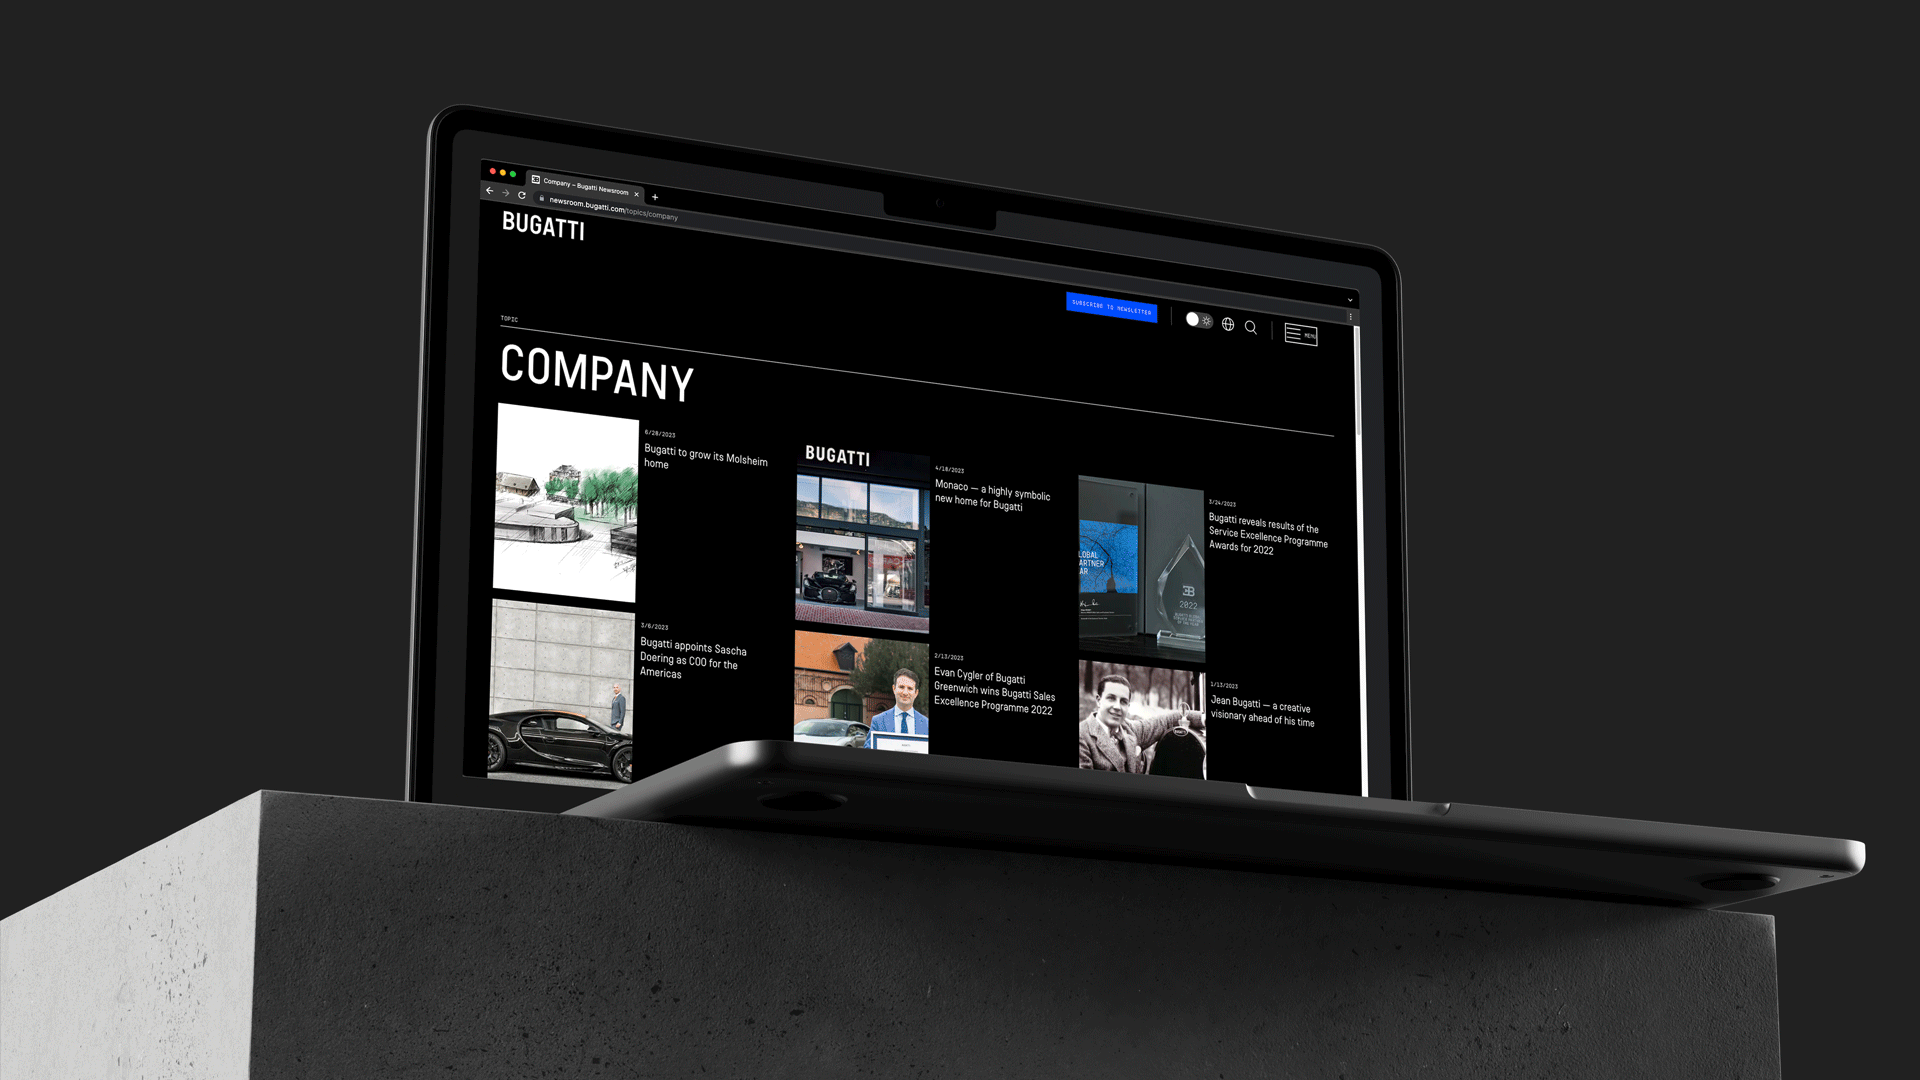 Company – Bugatti Newsroom
newsroom.bugatti.com/topics/company
BUGATTI
SUBSCRIBE TO NEWSLETTER
MENU
TOPIC
COMPANY
6/28/2023
Bugatti to grow its Molsheim
home
BUGATTI
4/18/2023
Monaco — a highly symbolic
new home for Bugatti
LOBAL
ARTNER
AR
2022
3/24/2023
Bugatti reveals results of the
Service Excellence Programme
Awards for 2022
3/6/2023
Bugatti appoints Sascha
Doering as COO for the
Americas
2/13/2023
Evan Cygler of Bugatti
Greenwich wins Bugatti Sales
Excellence Programme 2022
1/13/2023
Jean Bugatti — a creative
visionary ahead of his time